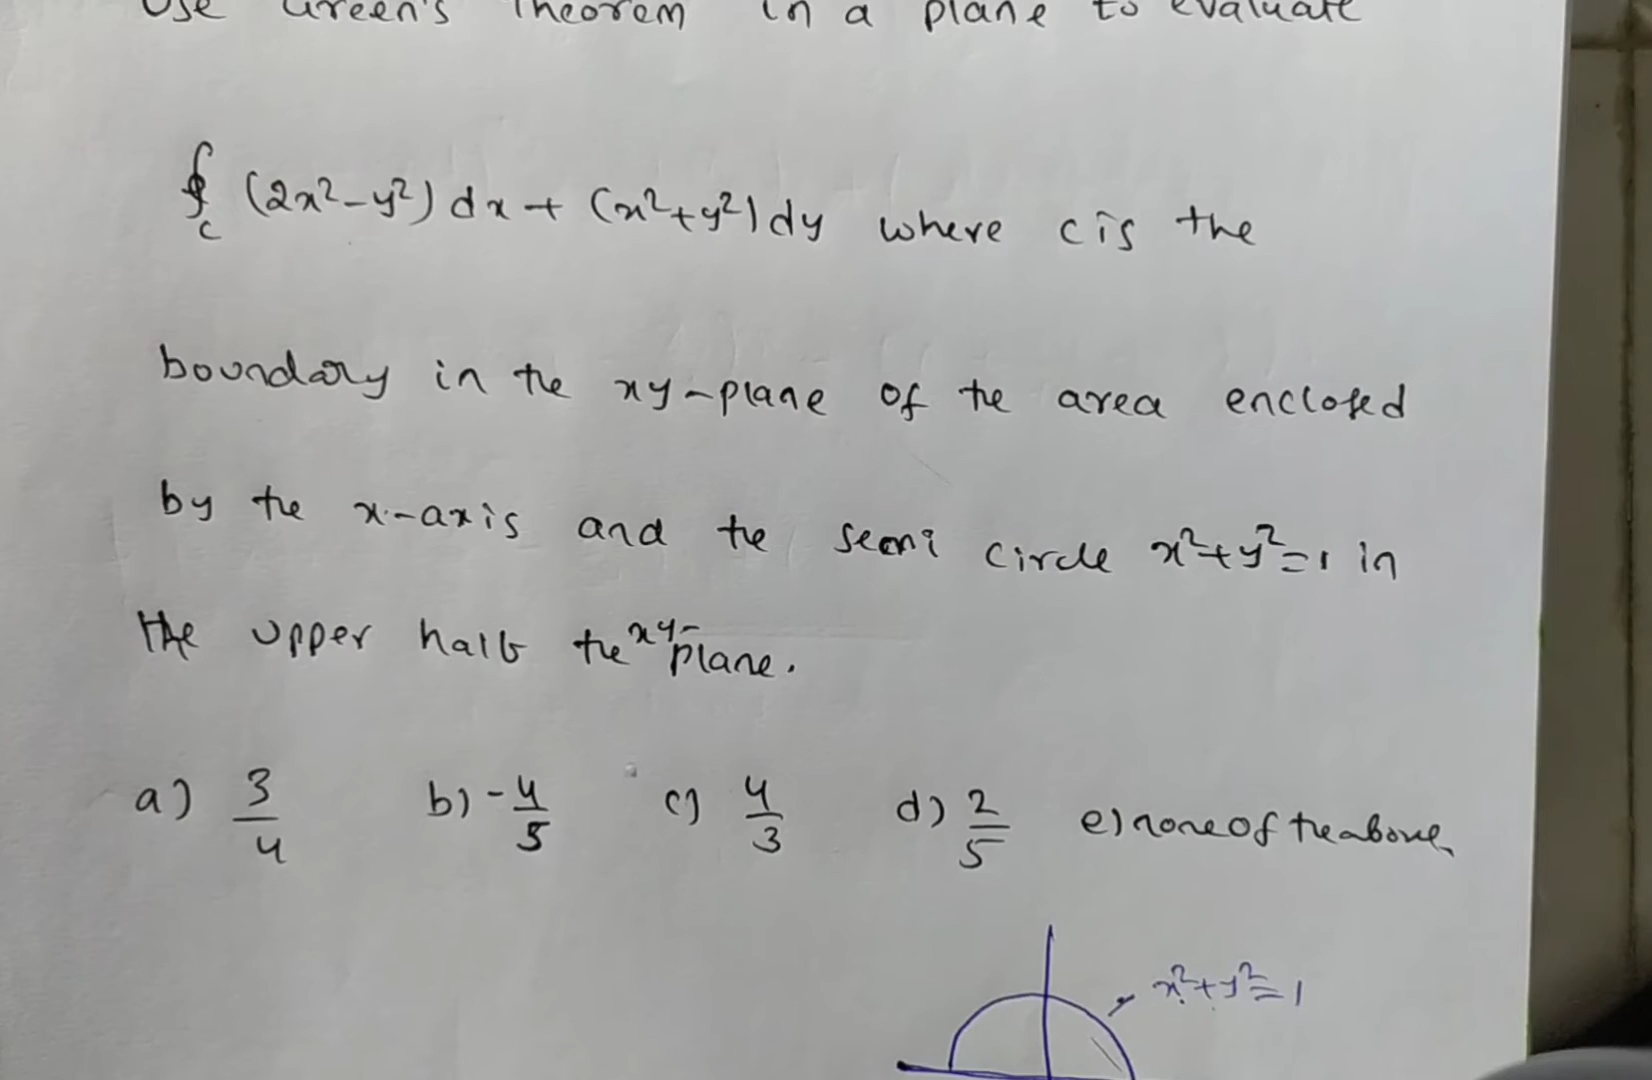 Use Green's Theorem in a plane to evaluate
∮_c (2x²-y²) dx + (x²+y²) dy where c is the
boundary in the xy-plane of the area enclosed
by the x-axis and the semi circle x²+y²=1 in
the upper half the xy-plane.
a) 3/4 b) -4/5 c) 4/3 d) 2/5 e) none of the above.
x²+y²=1